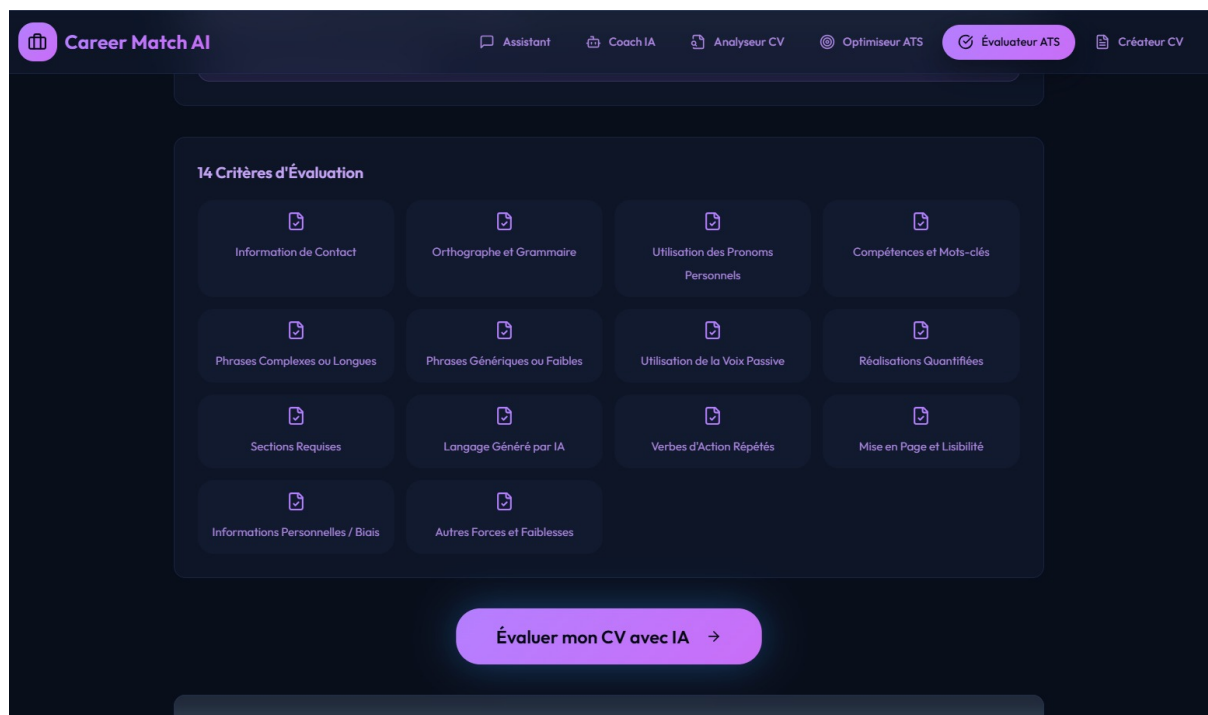 Career Match AI
Assistant
Coach IA
Analyseur CV
Optimiseur ATS
Évaluateur ATS
Créateur CV
14 Critères d'Évaluation
Information de Contact
Orthographe et Grammaire
Utilisation des Pronoms
Personnels
Compétences et Mots-clés
Phrases Complexes ou Longues
Phrases Génériques ou Faibles
Utilisation de la Voix Passive
Réalisations Quantifiées
Sections Requises
Langage Généré par IA
Verbes d'Action Répétés
Mise en Page et Lisibilité
Informations Personnelles / Biais
Autres Forces et Faiblesses
Évaluer mon CV avec IA →